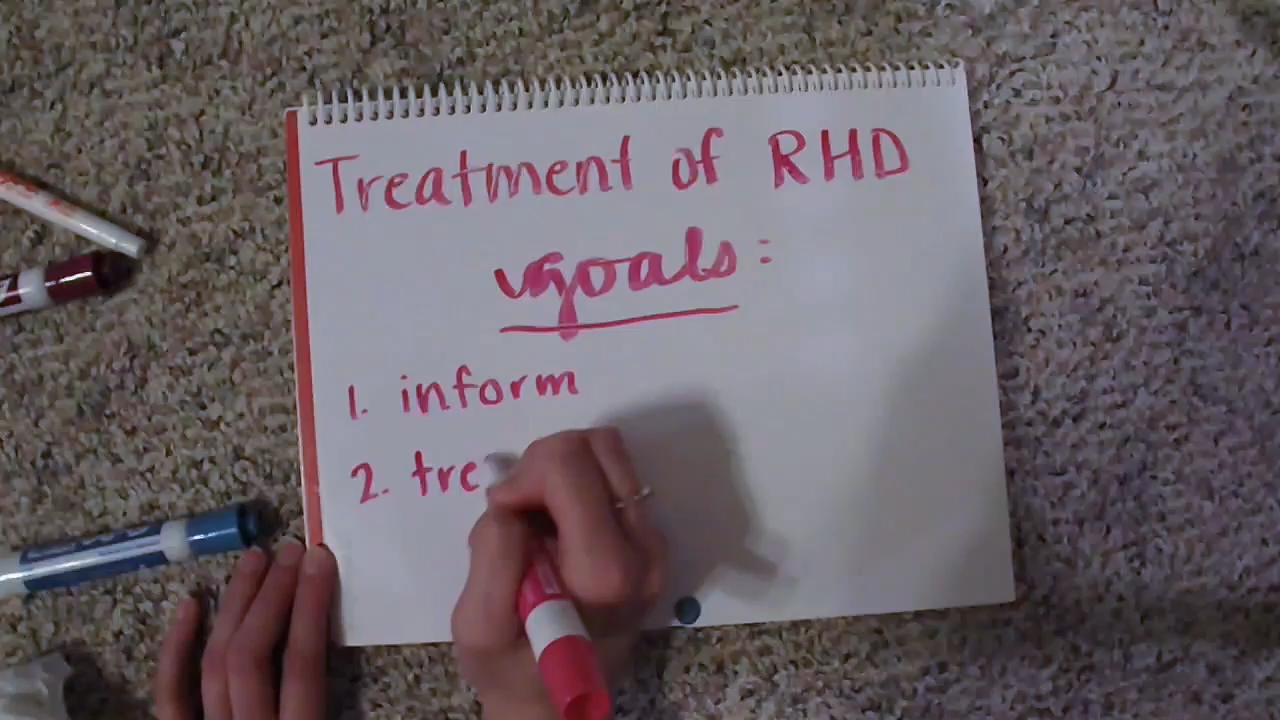 Treatment of RHD
goals:
1. inform
2. tre